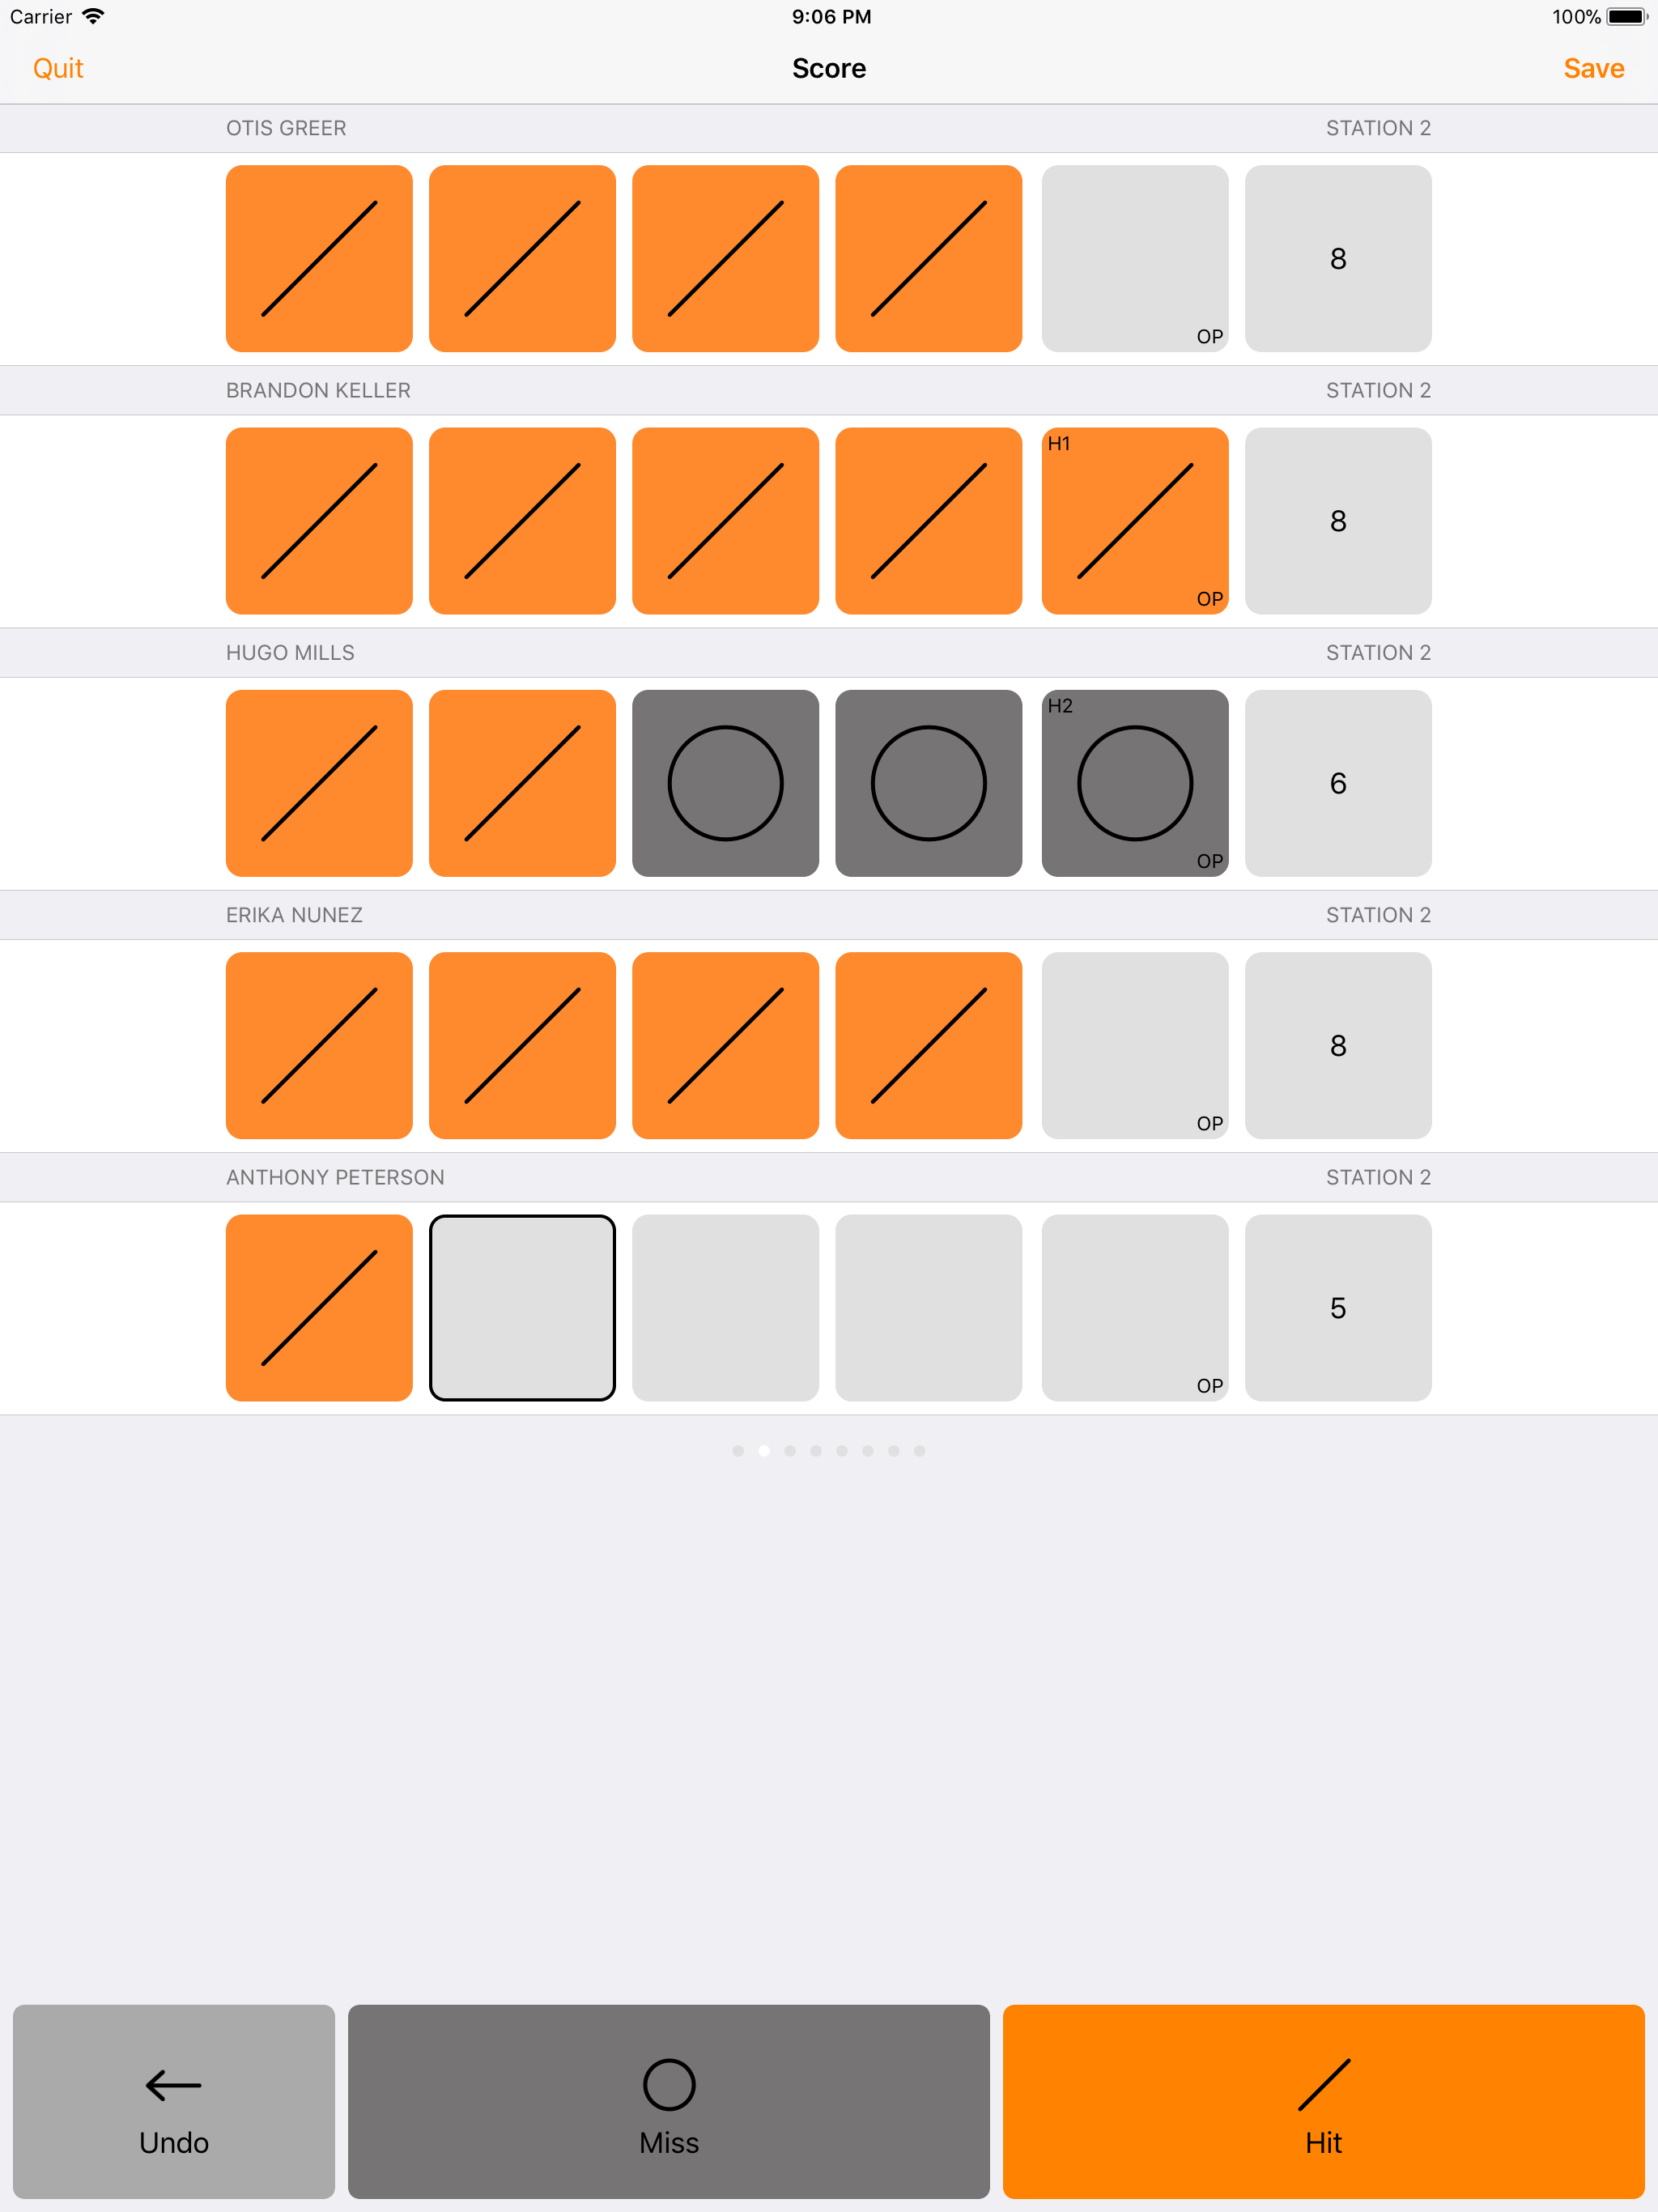 Carrier 9:06 PM 100%
Quit Score Save
OTIS GREER STATION 2
OP 8
BRANDON KELLER STATION 2
H1 OP 8
HUGO MILLS STATION 2
H2 OP 6
ERIKA NUNEZ STATION 2
OP 8
ANTHONY PETERSON STATION 2
OP 5
Undo Miss Hit